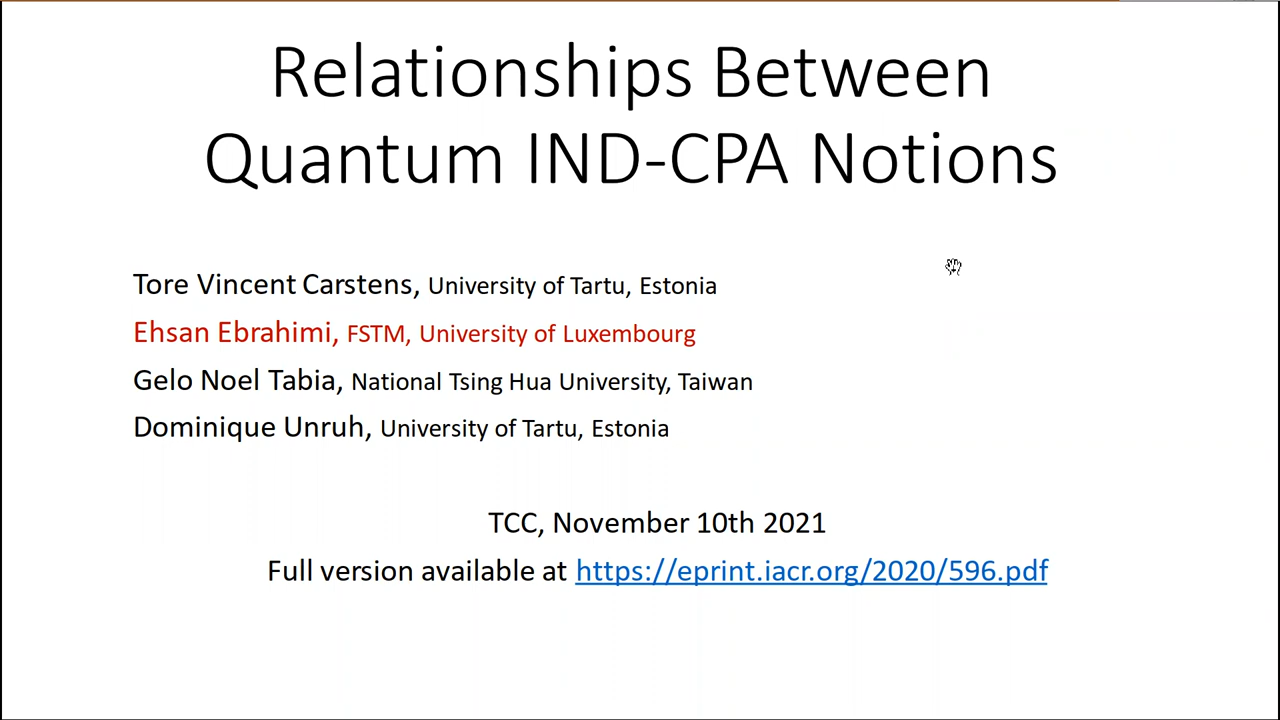 Relationships Between
Quantum IND-CPA Notions
Tore Vincent Carstens, University of Tartu, Estonia
Ehsan Ebrahimi, FSTM, University of Luxembourg
Gelo Noel Tabia, National Tsing Hua University, Taiwan
Dominique Unruh, University of Tartu, Estonia
TCC, November 10th 2021
Full version available at https://eprint.iacr.org/2020/596.pdf